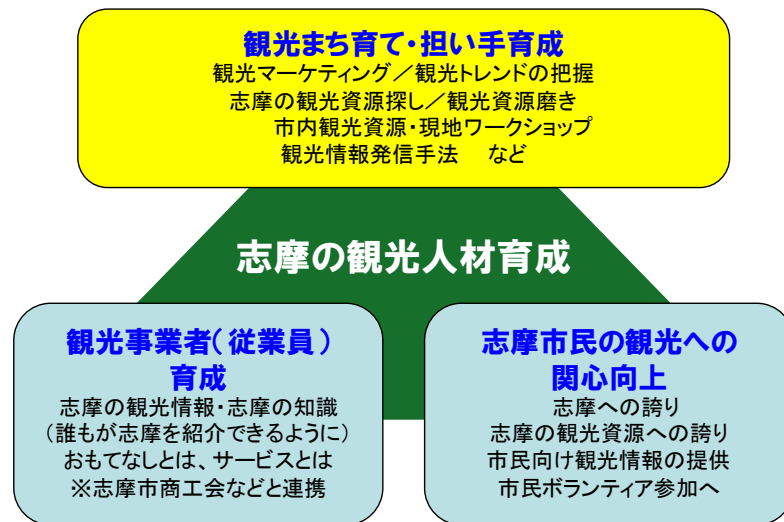 観光まち育て・担い手育成
観光マーケティング／観光トレンドの把握
志摩の観光資源探し／観光資源磨き
市内観光資源・現地ワークショップ
観光情報発信手法　など
志摩の観光人材育成
観光事業者（従業員）
育成
志摩の観光情報・志摩の知識
（誰もが志摩を紹介できるように）
おもてなしとは、サービスとは
※志摩市商工会などと連携
志摩市民の観光への
関心向上
志摩への誇り
志摩の観光資源への誇り
市民向け観光情報の提供
市民ボランティア参加へ